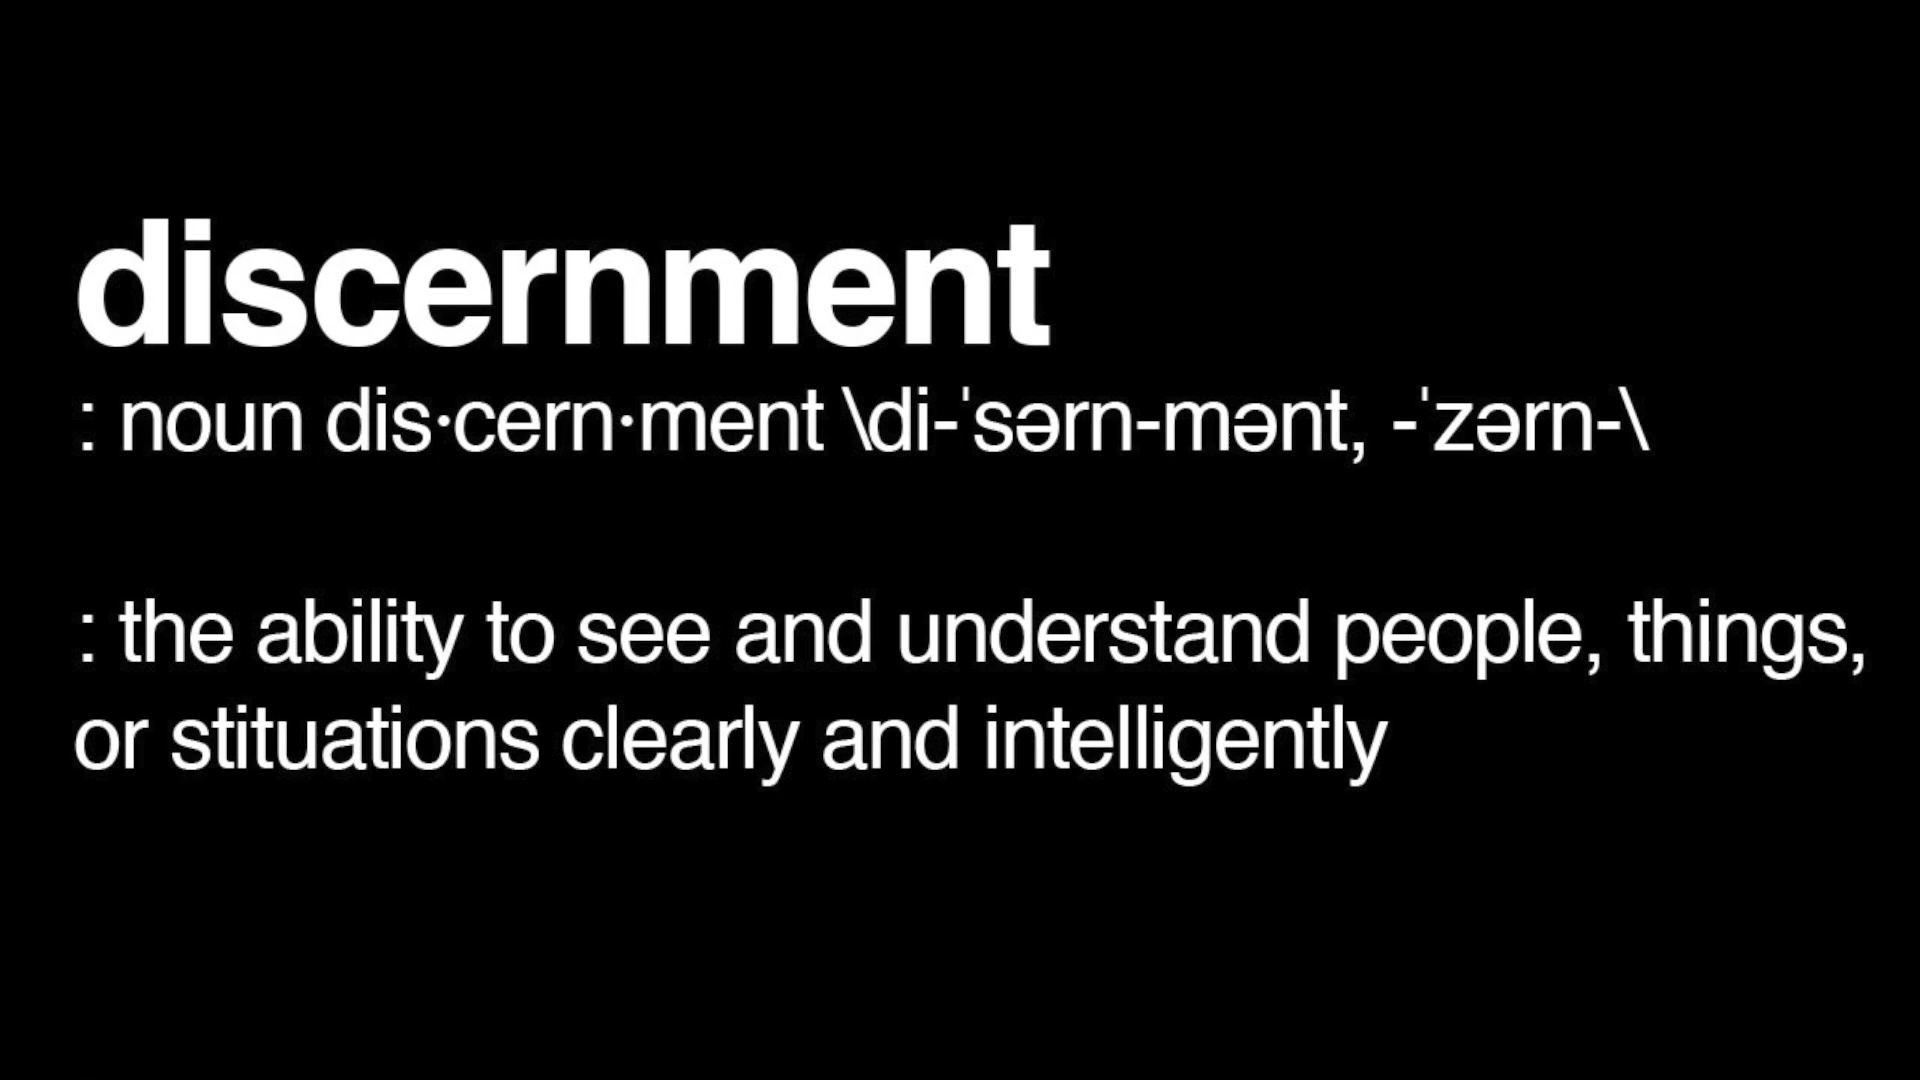 discernment
: noun dis·cern·ment \di-ˈsərn-mənt, -ˈzərn-\
: the ability to see and understand people, things,
or stituations clearly and intelligently